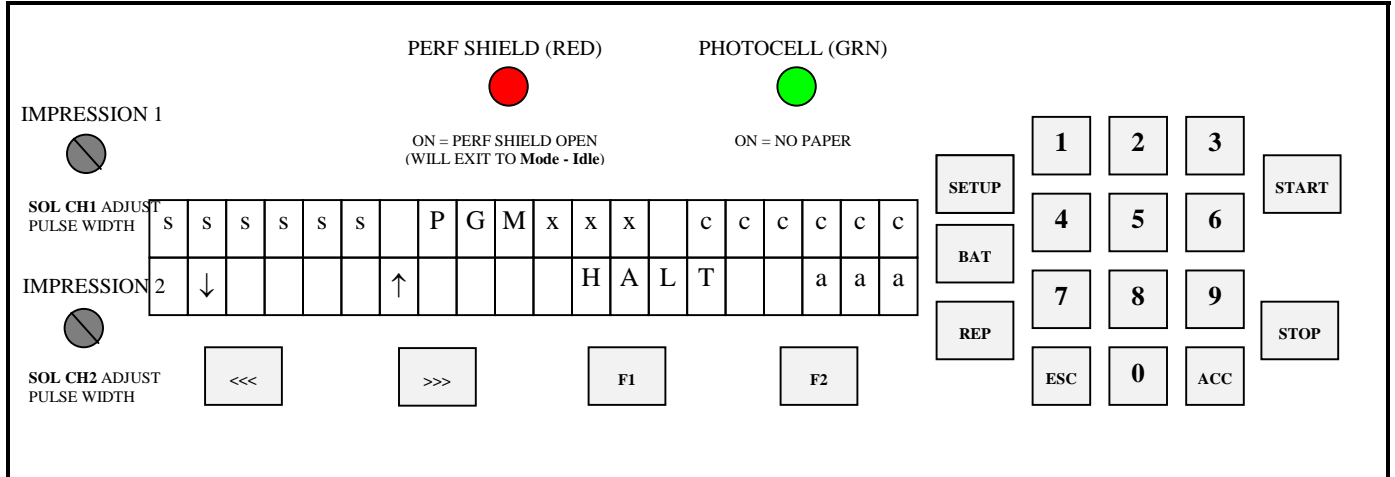 PERF SHIELD (RED)
PHOTOCELL (GRN)
IMPRESSION 1
ON = PERF SHIELD OPEN
(WILL EXIT TO Mode - Idle)
ON = NO PAPER
SOL CH1 ADJUST
PULSE WIDTH
s s s s s s P G M x x x c c c c c c
IMPRESSION 2
↓ ↑ H A L T a a a
SOL CH2 ADJUST
PULSE WIDTH
<<<
>>>
F1
F2
SETUP
BAT
REP
1 2 3
4 5 6
7 8 9
ESC 0 ACC
START
STOP